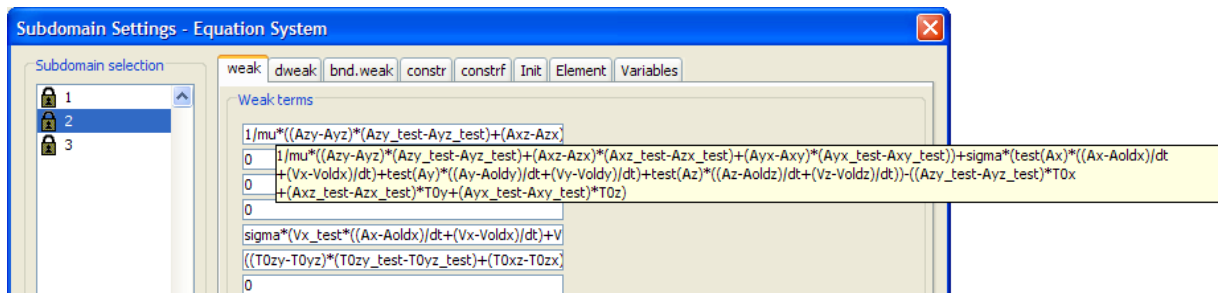 Subdomain Settings - Equation System
Subdomain selection
1
2
3
weak dweak bnd.weak constr constrf Init Element Variables
Weak terms
1/mu*((Azy-Ayz)*(Azy_test-Ayz_test)+(Axz-Azx)
0
1/mu*((Azy-Ayz)*(Azy_test-Ayz_test)+(Axz-Azx)*(Axz_test-Azx_test)+(Ayx-Axy)*(Ayx_test-Axy_test))+sigma*(test(Ax)*((Ax-Aoldx)/dt
+(Vx-Voldx)/dt)+test(Ay)*((Ay-Aoldy)/dt+(Vy-Voldy)/dt)+test(Az)*((Az-Aoldz)/dt+(Vz-Voldz)/dt))-((Azy_test-Ayz_test)*T0x
+(Axz_test-Azx_test)*T0y+(Ayx_test-Axy_test)*T0z)
0
0
sigma*(Vx_test*((Ax-Aoldx)/dt+(Vx-Voldx)/dt)+V
((T0zy-T0yz)*(T0zy_test-T0yz_test)+(T0xz-T0zx)
0